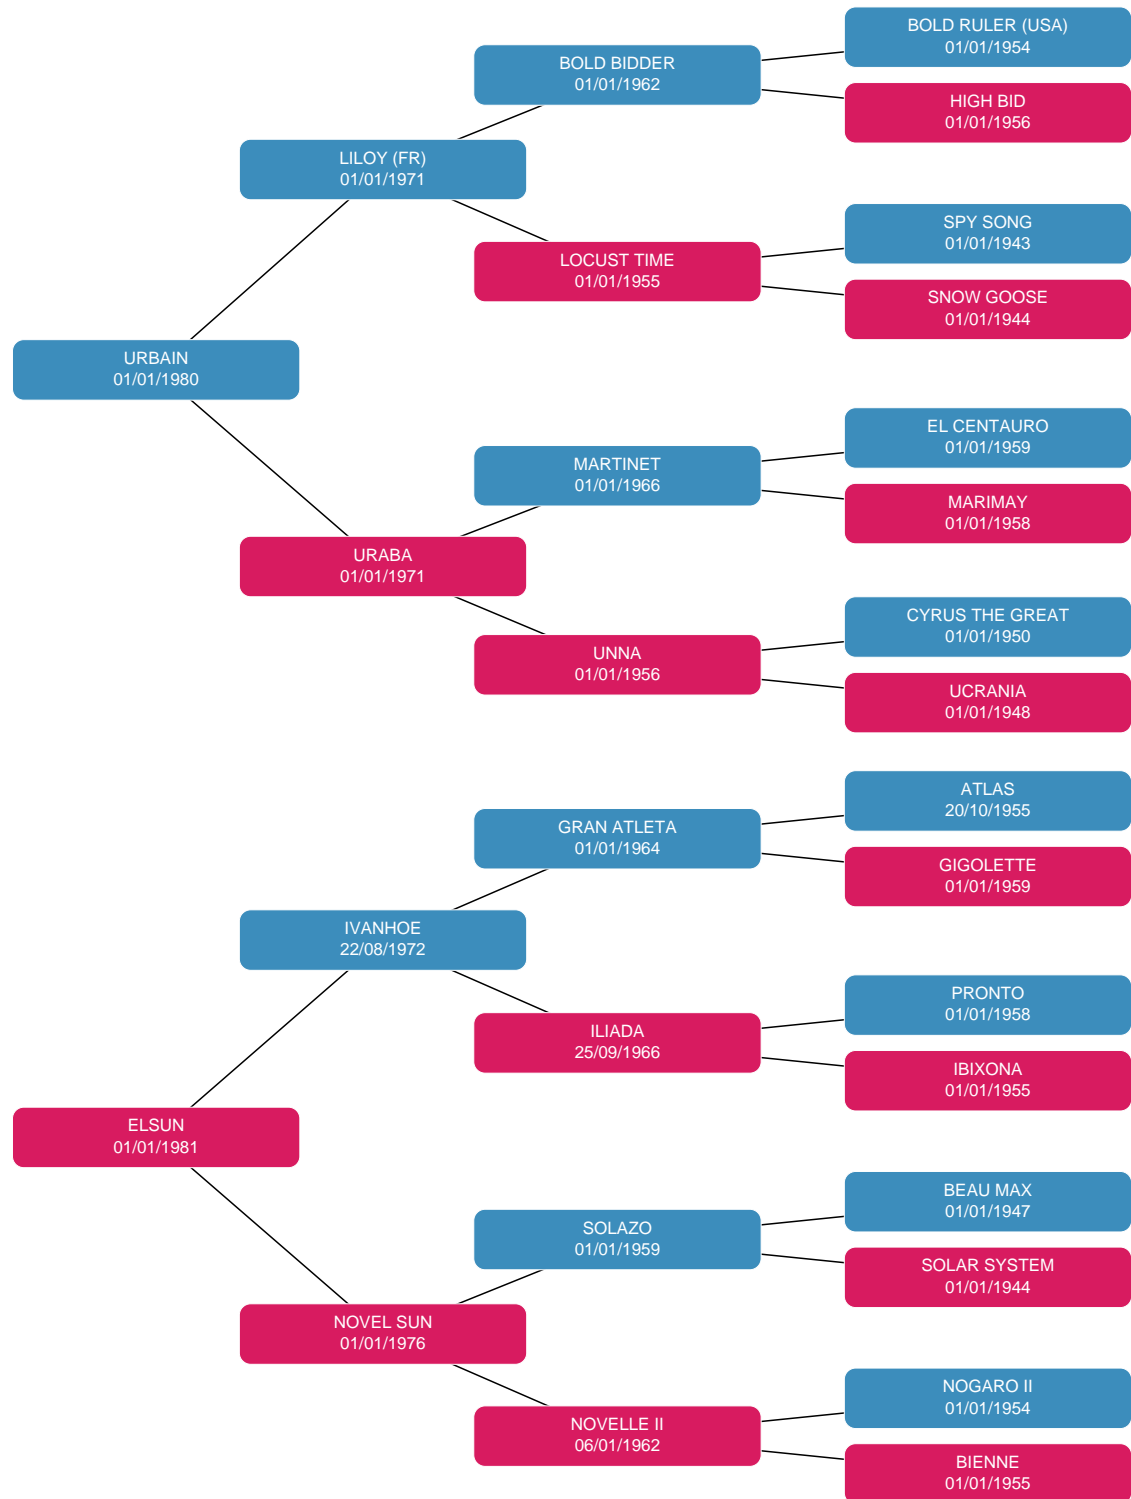 BOLD RULER (USA)
01/01/1954
BOLD BIDDER
01/01/1962
HIGH BID
01/01/1956
LILOY (FR)
01/01/1971
SPY SONG
01/01/1943
LOCUST TIME
01/01/1955
SNOW GOOSE
01/01/1944
URBAIN
01/01/1980
EL CENTAURO
01/01/1959
MARTINET
01/01/1966
MARIMAY
01/01/1958
URABA
01/01/1971
CYRUS THE GREAT
01/01/1950
UNNA
01/01/1956
UCRANIA
01/01/1948
ATLAS
20/10/1955
GRAN ATLETA
01/01/1964
GIGOLETTE
01/01/1959
IVANHOE
22/08/1972
PRONTO
01/01/1958
ILIADA
25/09/1966
IBIXONA
01/01/1955
ELSUN
01/01/1981
BEAU MAX
01/01/1947
SOLAZO
01/01/1959
SOLAR SYSTEM
01/01/1944
NOVEL SUN
01/01/1976
NOGARO II
01/01/1954
NOVELLE II
06/01/1962
BIENNE
01/01/1955